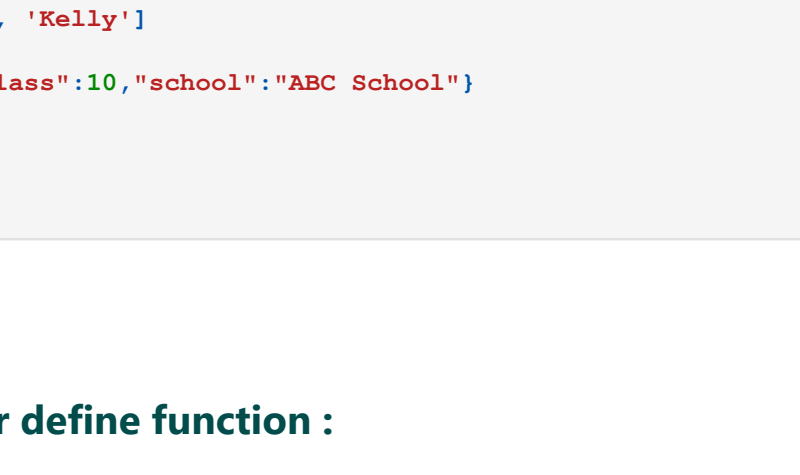 , 'Kelly']
lass":10,"school":"ABC School"}
r define function :